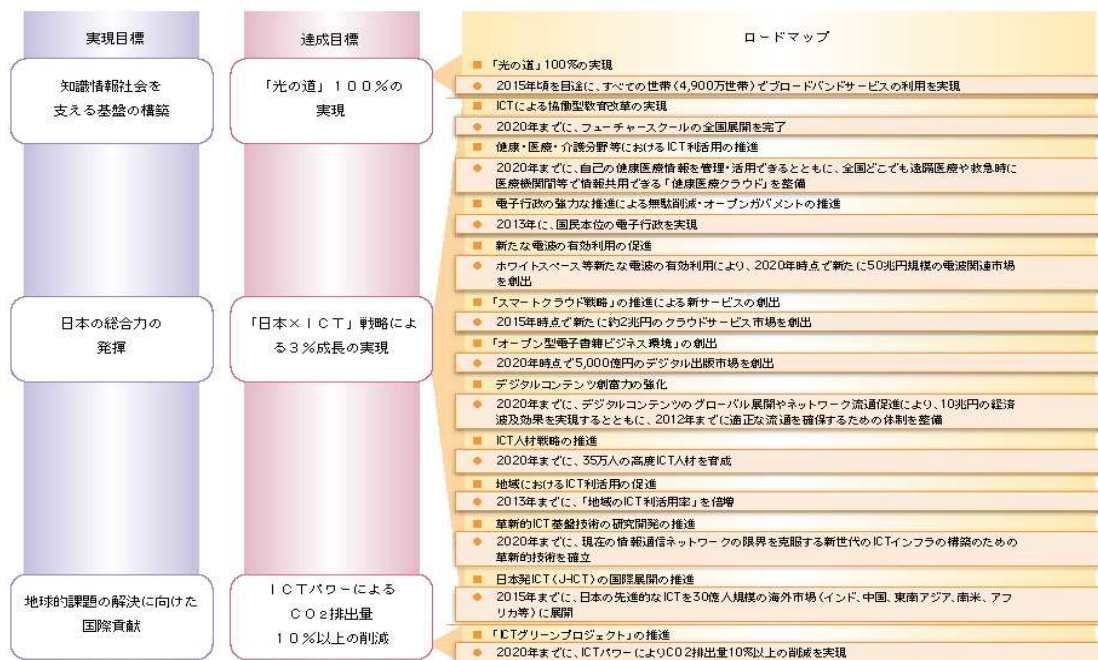 実現目標
達成目標
ロードマップ
知識情報社会を
支える基盤の構築
「光の道」100%の
実現
日本の総合力の
発揮
「日本×ICT」戦略によ
る3%成長の実現
地球的課題の解決に向けた
国際貢献
ICTパワーによる
CO2排出量
10%以上の削減
■ 「光の道」100%の実現
● 2015年頃を目途に、すべての世帯(4,900万世帯)でブロードバンドサービスの利用を実現
■ ICTによる協働型教育改革の実現
● 2020年までに、フューチャースクールの全国展開を完了
■ 健康・医療・介護分野等におけるICT利活用の推進
● 2020年までに、自己の健康医療情報を管理・活用できるとともに、全国どこでも遠隔医療や救急時に
医療機関間等で情報共用できる「健康医療クラウド」を整備
■ 電子行政の強力な推進による無駄削減・オープンガバメントの推進
● 2013年に、国民本位の電子行政を実現
■ 新たな電波の有効利用の促進
● ホワイトスペース等新たな電波の有効利用により、2020年時点で新たに50兆円規模の電波関連市場
を創出
■ 「スマートクラウド戦略」の推進による新サービスの創出
● 2015年時点で新たに約2兆円のクラウドサービス市場を創出
■ 「オープン型電子書籍ビジネス環境」の創出
● 2020年時点で5,000億円のデジタル出版市場を創出
■ デジタルコンテンツ創富力の強化
● 2020年までに、デジタルコンテンツのグローバル展開やネットワーク流通促進により、10兆円の経済
波及効果を実現するとともに、2012年までに適正な流通を確保するための体制を整備
■ ICT人材戦略の推進
● 2020年までに、35万人の高度ICT人材を育成
■ 地域におけるICT利活用の促進
● 2013年までに、「地域のICT利活用率」を倍増
■ 革新的ICT基盤技術の研究開発の推進
● 2020年までに、現在の情報通信ネットワークの限界を克服する新世代のICTインフラの構築のための
革新的技術を確立
■ 日本発ICT(J-ICT)の国際展開の推進
● 2015年までに、日本の先進的なICTを30億人規模の海外市場(インド、中国、東南アジア、南米、アフ
リカ等)に展開
■ 「ICTグリーンプロジェクト」の推進
● 2020年までに、ICTパワーによりCO2排出量10%以上の削減を実現